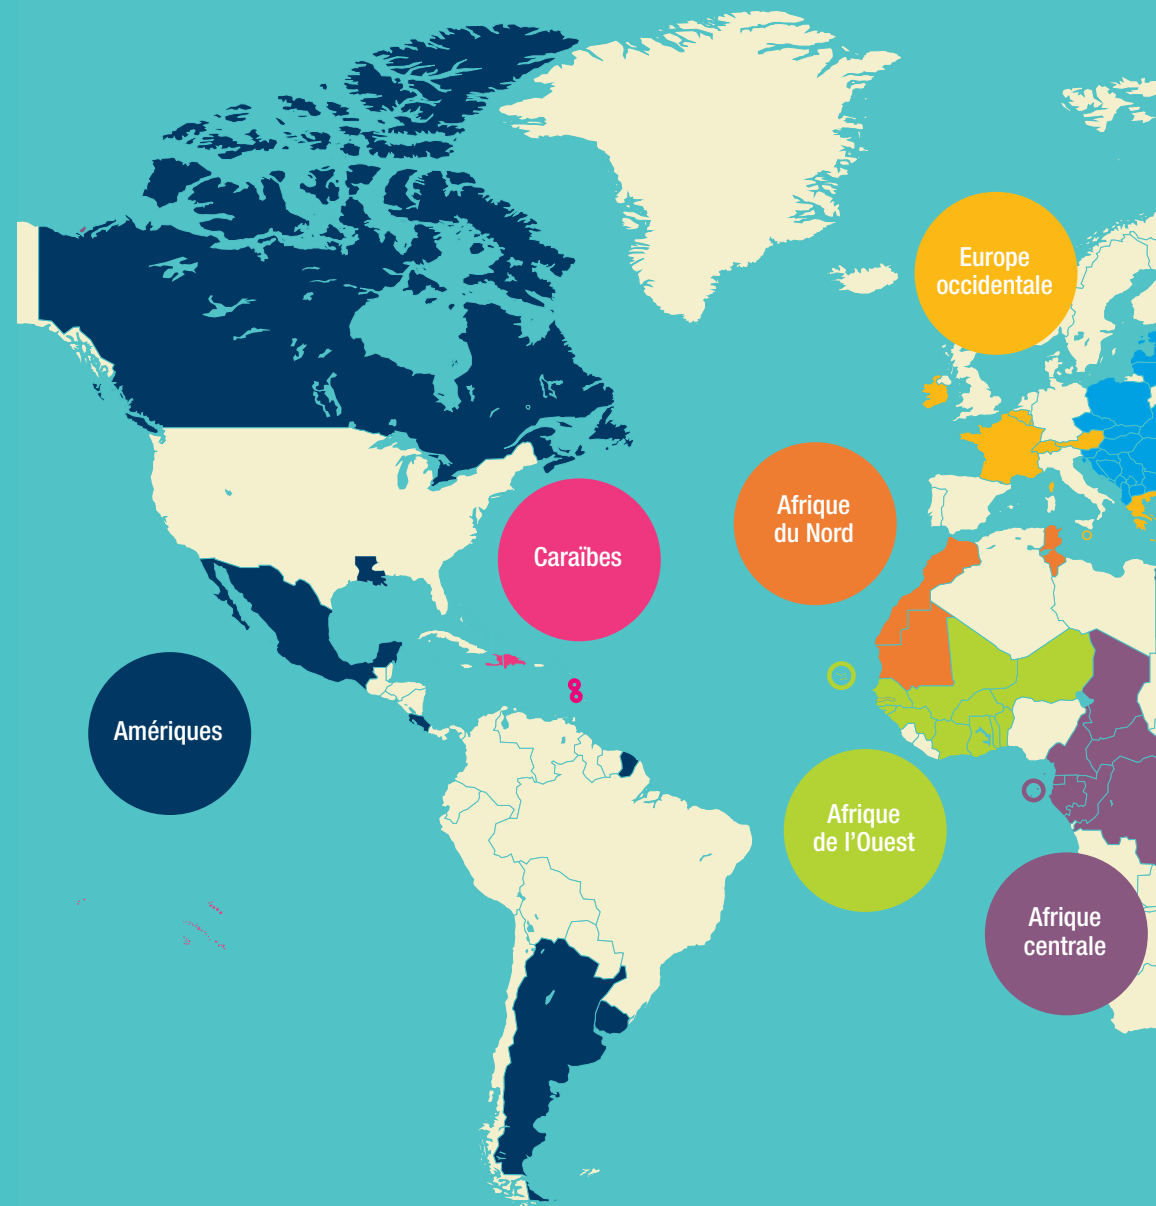 Europe
occidentale
Afrique
du Nord
Caraïbes
Amériques
Afrique
de l’Ouest
Afrique
centrale